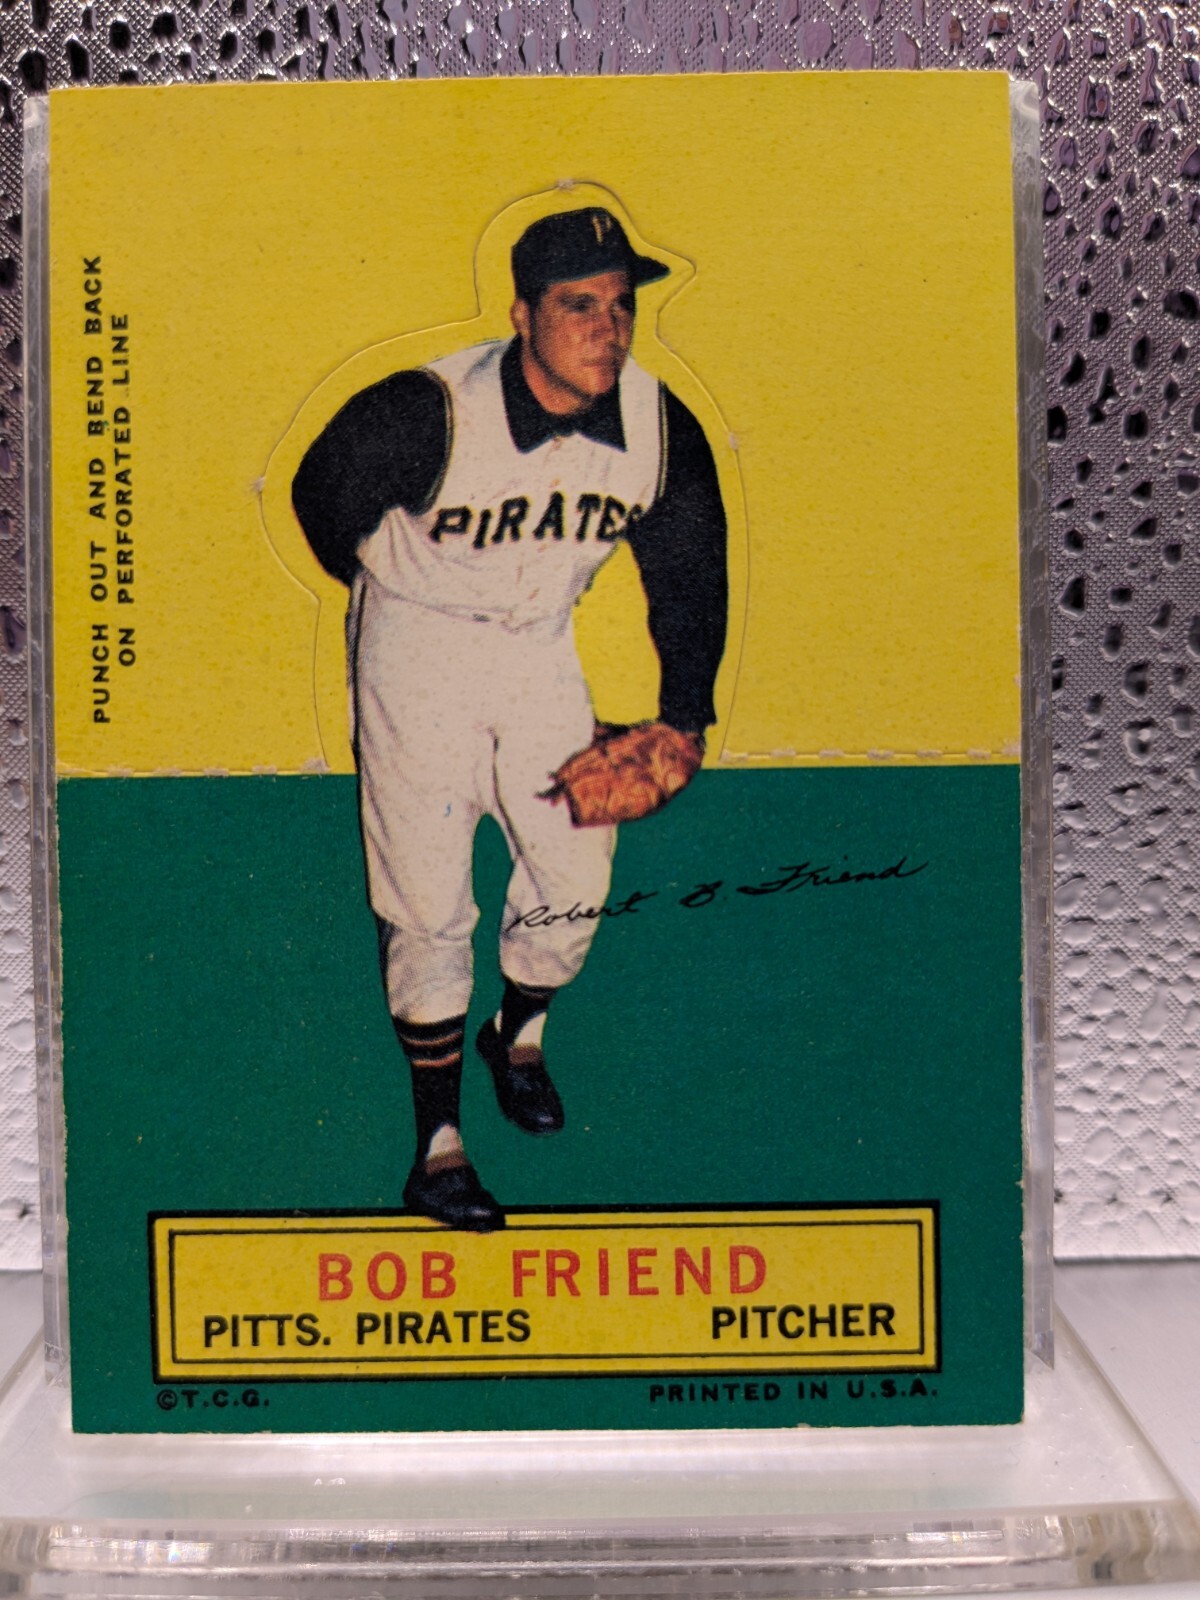 PUNCH OUT AND BEND BACK
ON PERFORATED LINE
P
PIRATES
Robert B. Friend
BOB FRIEND
PITTS. PIRATES PITCHER
©T.C.G. PRINTED IN U.S.A.